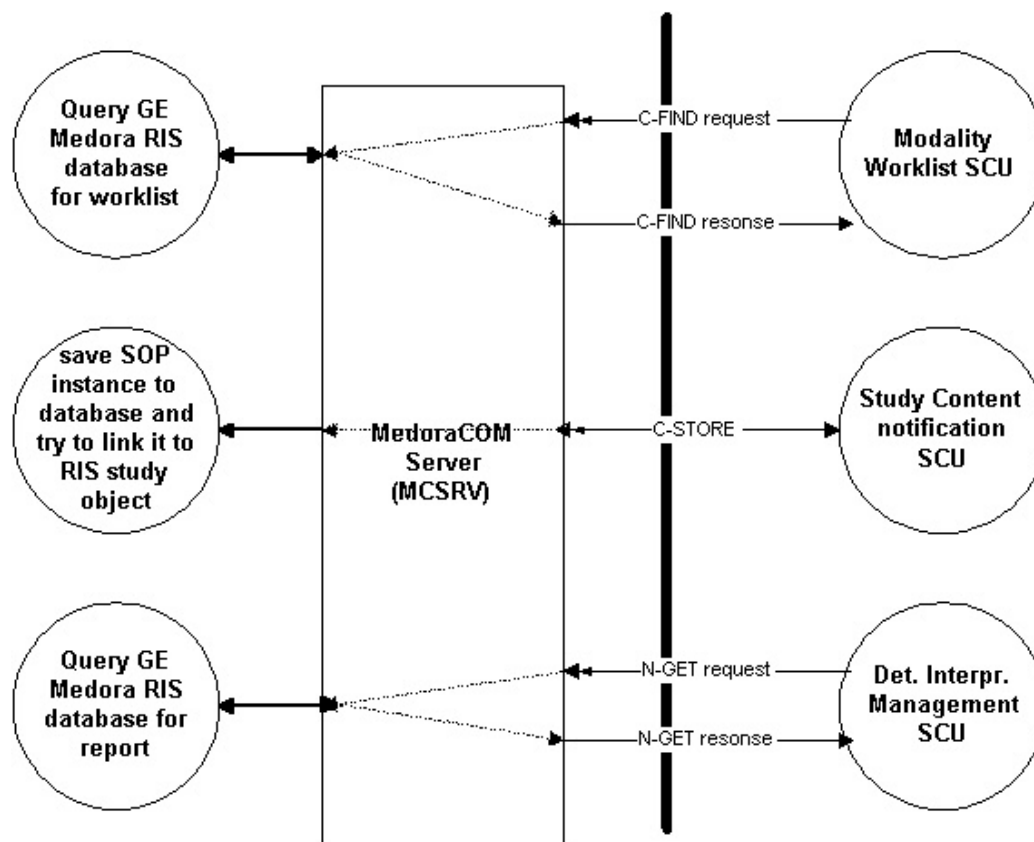 Query GE
Medora RIS
database
for worklist
C-FIND request
C-FIND resonse
Modality
Worklist SCU
save SOP
instance to
database and
try to link it to
RIS study
object
MedoraCOM
Server
(MCSRV)
C-STORE
Study Content
notification
SCU
Query GE
Medora RIS
database for
report
N-GET request
N-GET resonse
Det. Interpr.
Management
SCU